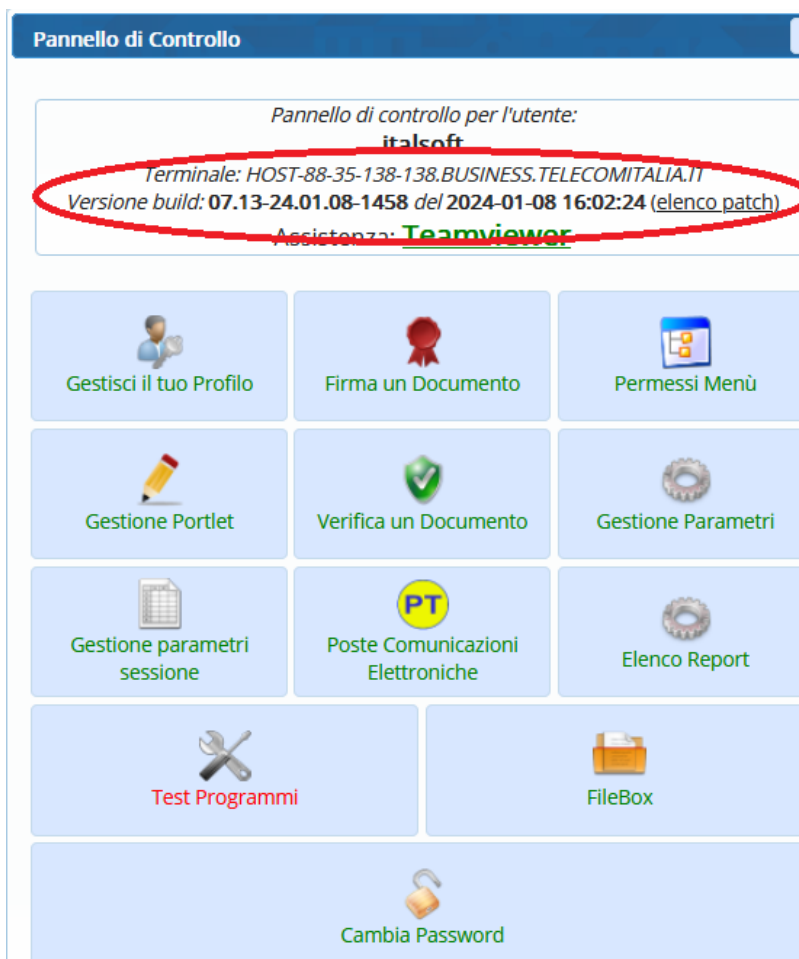 Pannello di Controllo
Pannello di controllo per l'utente:
italsoft
Terminale: HOST-88-35-138-138.BUSINESS.TELECOMITALIA.IT
Versione build: 07.13-24.01.08-1458 del 2024-01-08 16:02:24 (elenco patch)
Assistenza: Teamviewer
Gestisci il tuo Profilo
Firma un Documento
Permessi Menù
Gestione Portlet
Verifica un Documento
Gestione Parametri
Gestione parametri
sessione
PT
Poste Comunicazioni
Elettroniche
Elenco Report
Test Programmi
FileBox
Cambia Password